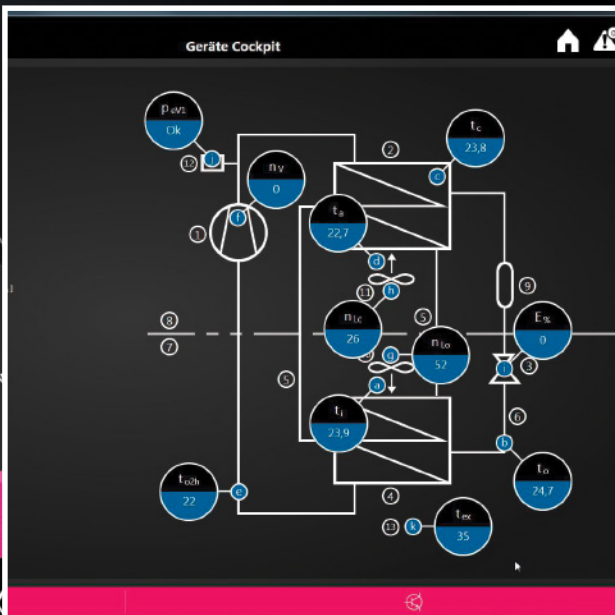 Geräte Cockpit
p eV1
Ok
t c
23,8
2
12
j
n V
0
c
f
t a
22,7
1
d
9
11
h
8
n Lc
26
5
E %
0
7
g
n Lo
52
i
3
a
5
t i
23,9
6
b
t o2h
22
e
t o
24,7
4
t ex
35
13
k